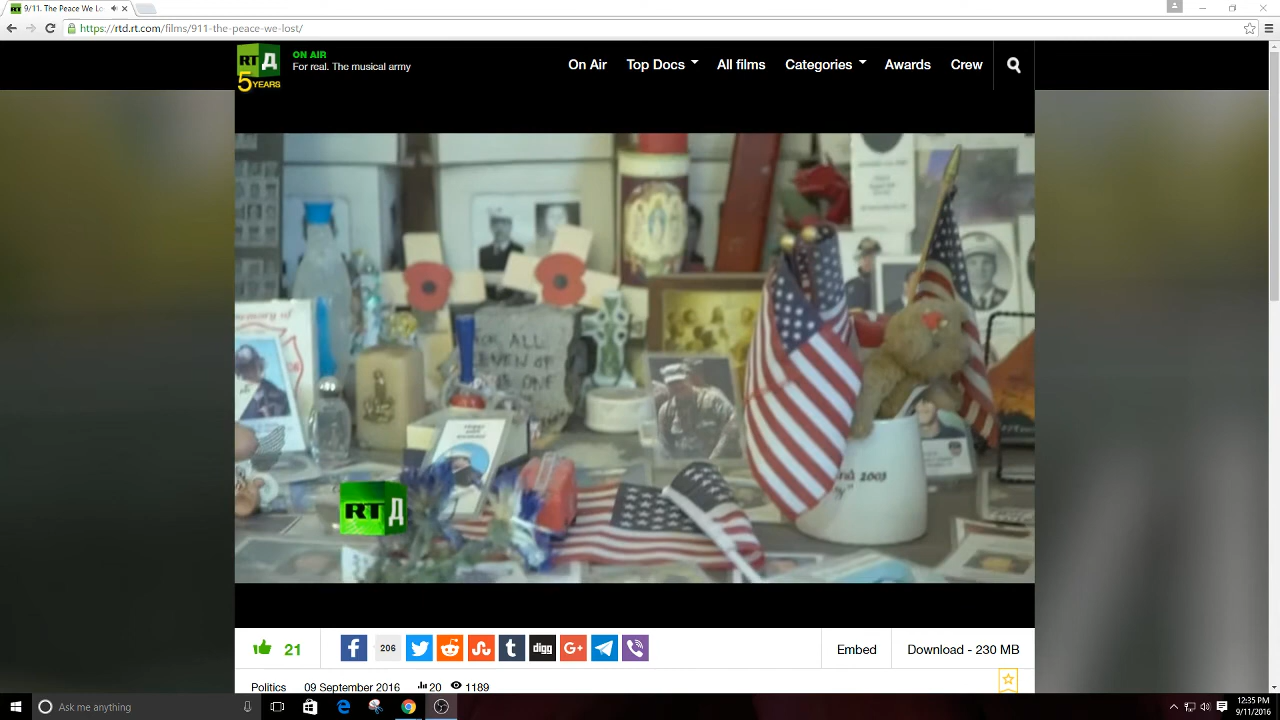 9/11. The Peace We Lo
https://rtd.rt.com/films/911-the-peace-we-lost/
RT Д
5 YEARS
ON AIR
For real. The musical army
On Air
Top Docs
All films
Categories
Awards
Crew
FOR ALL
2003
RT Д
21
206
digg
G+
Embed
Download - 230 MB
Politics
09 September 2016
20
1189
Ask me anything
12:35 PM
9/11/2016